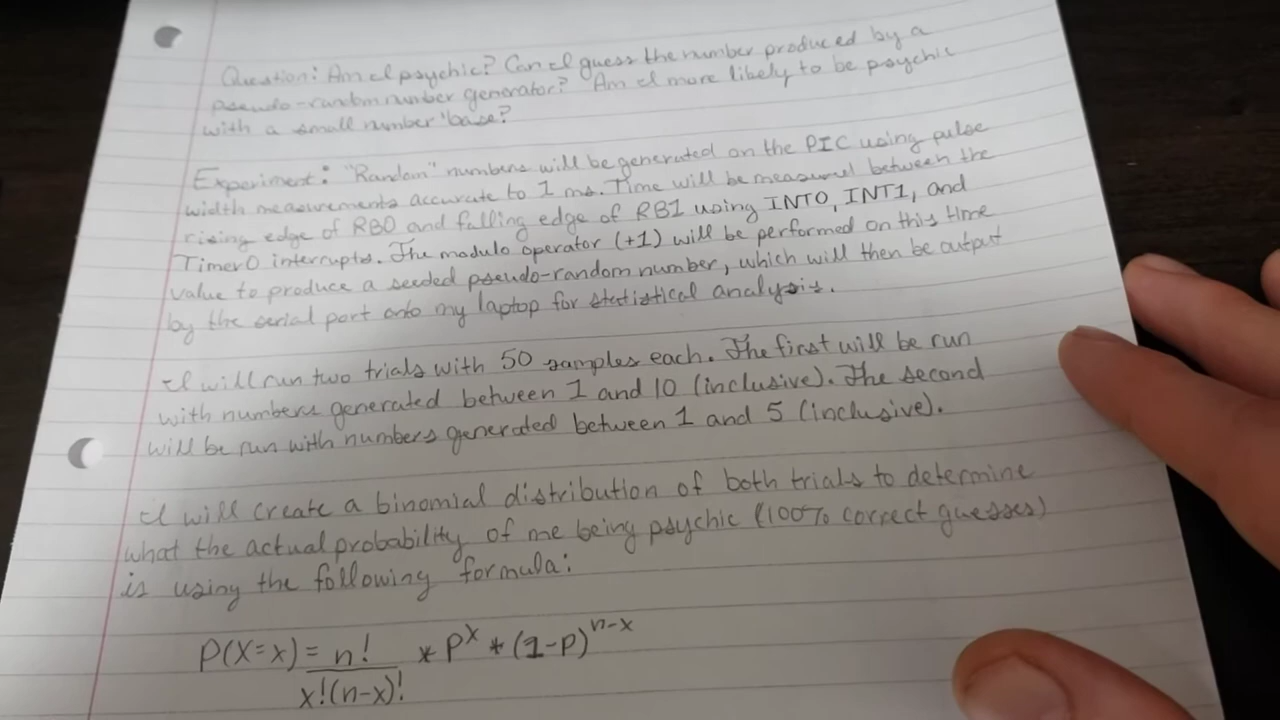 Question: Am I psychic? Can I guess the number produced by a
pseudo-random number generator? Am I more likely to be psychic
with a small number base?
Experiment: "Random" numbers will be generated on the PIC using pulse
width measurements accurate to 1 ms. Time will be measured between the
rising edge of RB0 and falling edge of RB1 using INT0, INT1, and
Timer0 interrupts. The modulo operator (+1) will be performed on this time
value to produce a seeded pseudo-random number, which will then be output
by the serial port onto my laptop for statistical analysis.
I will run two trials with 50 samples each. The first will be run
with numbers generated between 1 and 10 (inclusive). The second
will be run with numbers generated between 1 and 5 (inclusive).
I will create a binomial distribution of both trials to determine
what the actual probability of me being psychic (100% correct guesses)
is using the following formula:
P(X=x) = n! * p^x * (1-p)^n-x
x!(n-x)!